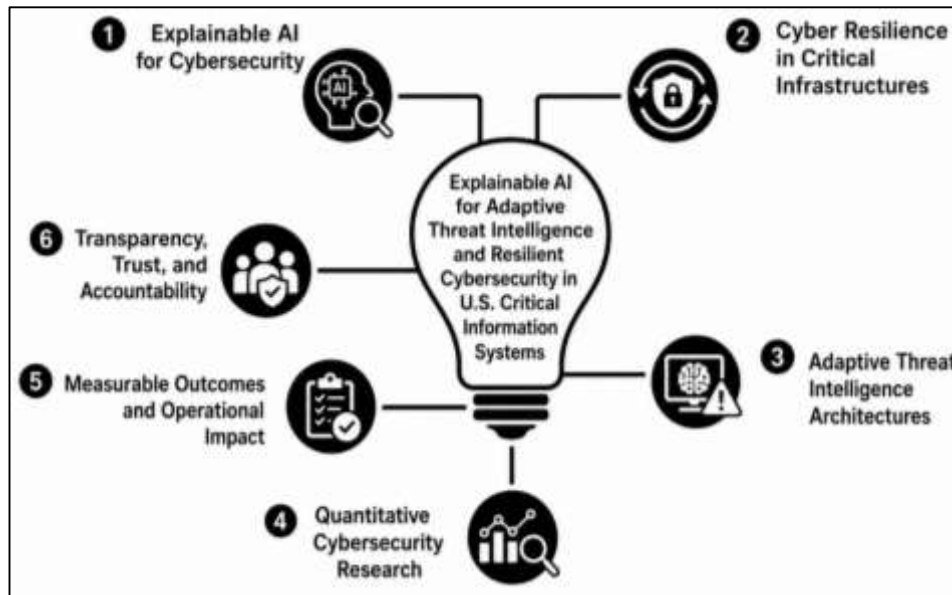 1 Explainable AI
for Cybersecurity
AI
2 Cyber Resilience
in Critical
Infrastructures
Explainable AI
for Adaptive
Threat Intelligence
and Resilient
Cybersecurity in
U.S. Critical
Information
Systems
6 Transparency,
Trust, and
Accountability
3 Adaptive Threat
Intelligence
Architectures
!
5 Measurable Outcomes
and Operational
Impact
4 Quantitative
Cybersecurity
Research